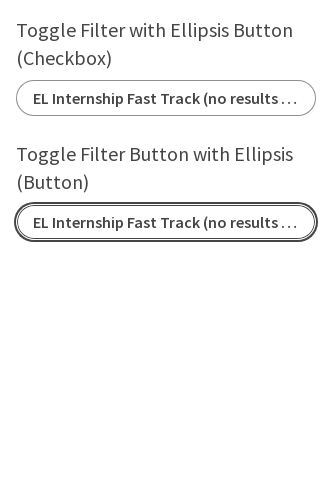 Toggle Filter with Ellipsis Button
(Checkbox)
EL Internship Fast Track (no results ...
Toggle Filter Button with Ellipsis
(Button)
EL Internship Fast Track (no results ...